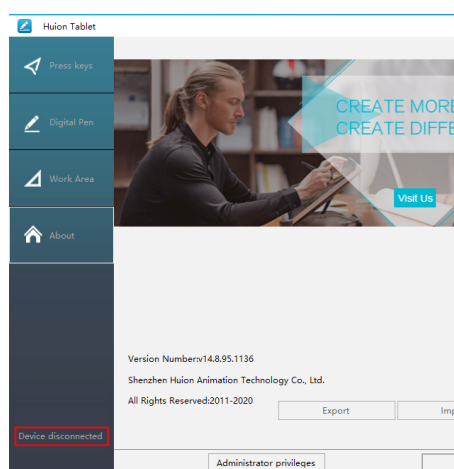 Huion Tablet
Press keys
Digital Pen
Work Area
About
CREATE MORE
CREATE DIFFE
Visit Us
Version Number:v14.8.95.1136
Shenzhen Huion Animation Technology Co., Ltd.
All Rights Reserved:2011-2020
Export
Imp
Device disconnected
Administrator privileges